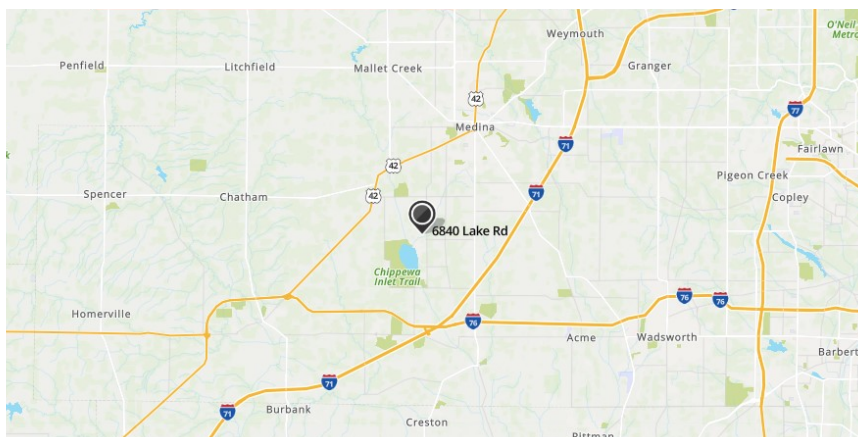 Weymouth
O'Neil
Metro
Penfield
Litchfield
Mallet Creek
Granger
42
77
Medina
71
Fairlawn
42
Pigeon Creek
Spencer
Chatham
42
71
Copley
6840 Lake Rd
Chippewa
Inlet Trail
76
76
Homerville
76
Acme
Wadsworth
Barbert
71
71
Burbank
Creston
Pittman